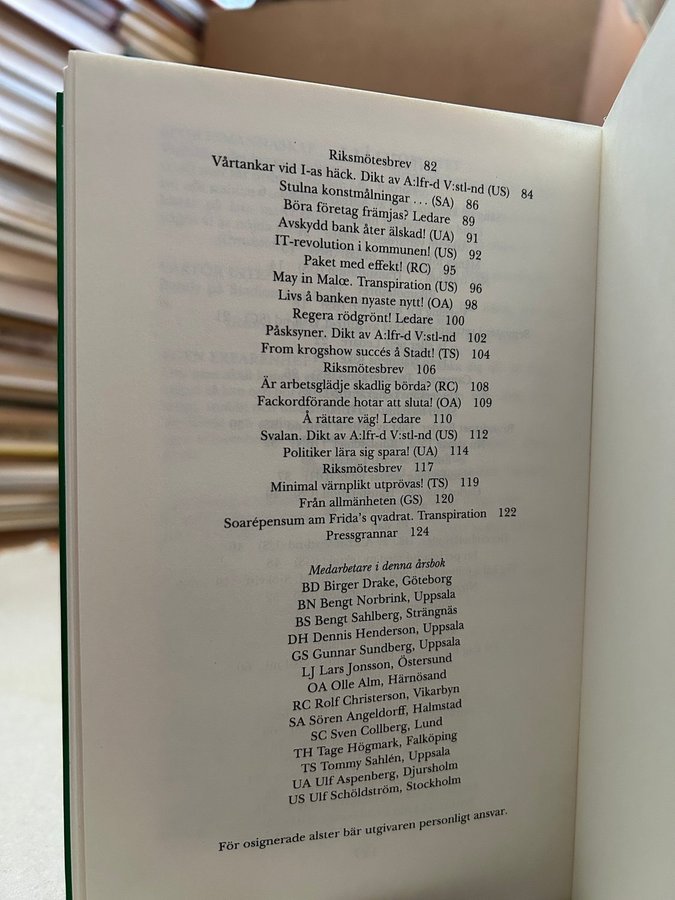 Riksmötesbrev 82
Vårtankar vid I-as häck. Dikt av A:lfr-d V:stl-nd (US) 84
Stulna konstmålningar . . . (SA) 86
Böra företag främjas? Ledare 89
Avskydd bank åter älskad! (UA) 91
IT-revolution i kommunen! (US) 92
Paket med effekt! (RC) 95
May in Malœ. Transpiration (US) 96
Livs å banken nyaste nytt! (OA) 98
Regera rödgrönt! Ledare 100
Påsksyner. Dikt av A:lfr-d V:stl-nd 102
From krogshow succés å Stadt! (TS) 104
Riksmötesbrev 106
Är arbetsglädje skadlig börda? (RC) 108
Fackordförande hotar att sluta! (OA) 109
Å rättare väg! Ledare 110
Svalan. Dikt av A:lfr-d V:stl-nd (US) 112
Politiker lära sig spara! (UA) 114
Riksmötesbrev 117
Minimal värnplikt utprövas! (TS) 119
Från allmänheten (GS) 120
Soarépensum am Frida's qvadrat. Transpiration 122
Pressgrannar 124
Medarbetare i denna årsbok
BD Birger Drake, Göteborg
BN Bengt Norbrink, Uppsala
BS Bengt Sahlberg, Strängnäs
DH Dennis Henderson, Uppsala
GS Gunnar Sundberg, Uppsala
LJ Lars Jonsson, Östersund
OA Olle Alm, Härnösand
RC Rolf Christerson, Vikarbyn
SA Sören Angeldorff, Halmstad
SC Sven Collberg, Lund
TH Tage Högmark, Falköping
TS Tommy Sahlén, Uppsala
UA Ulf Aspenberg, Djursholm
US Ulf Schöldström, Stockholm
För osignerade alster bär utgivaren personligt ansvar.